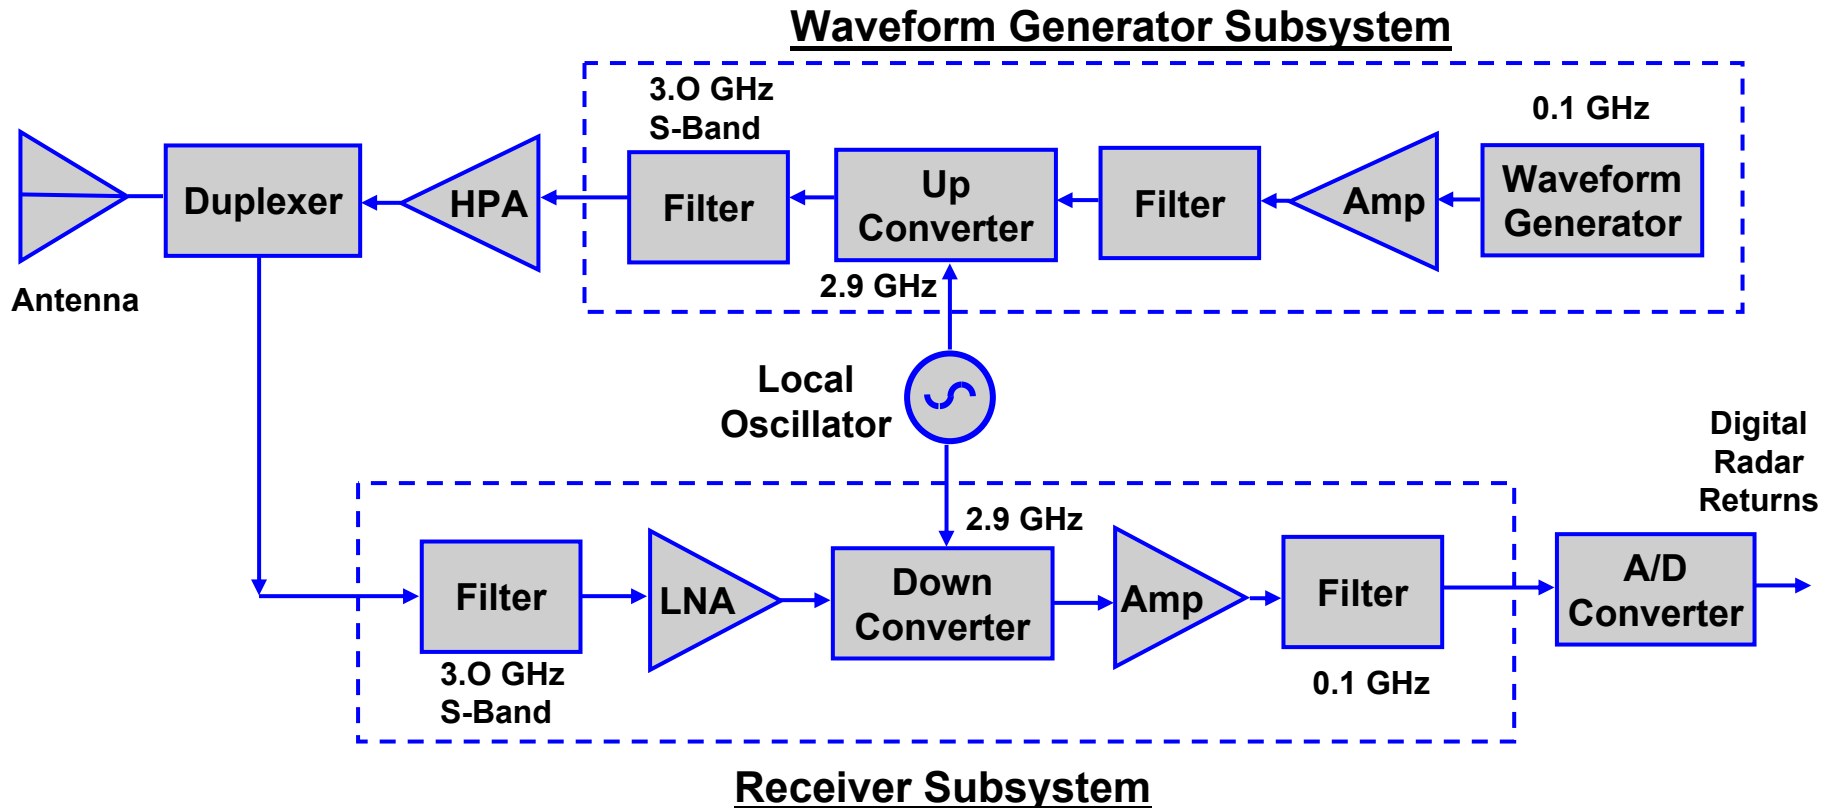 Waveform Generator Subsystem
3.O GHz
S-Band
0.1 GHz
Duplexer
HPA
Filter
Up
Converter
Filter
Amp
Waveform
Generator
Antenna
2.9 GHz
Local
Oscillator
Digital
Radar
Returns
2.9 GHz
Filter
LNA
Down
Converter
Amp
Filter
A/D
Converter
3.O GHz
S-Band
0.1 GHz
Receiver Subsystem